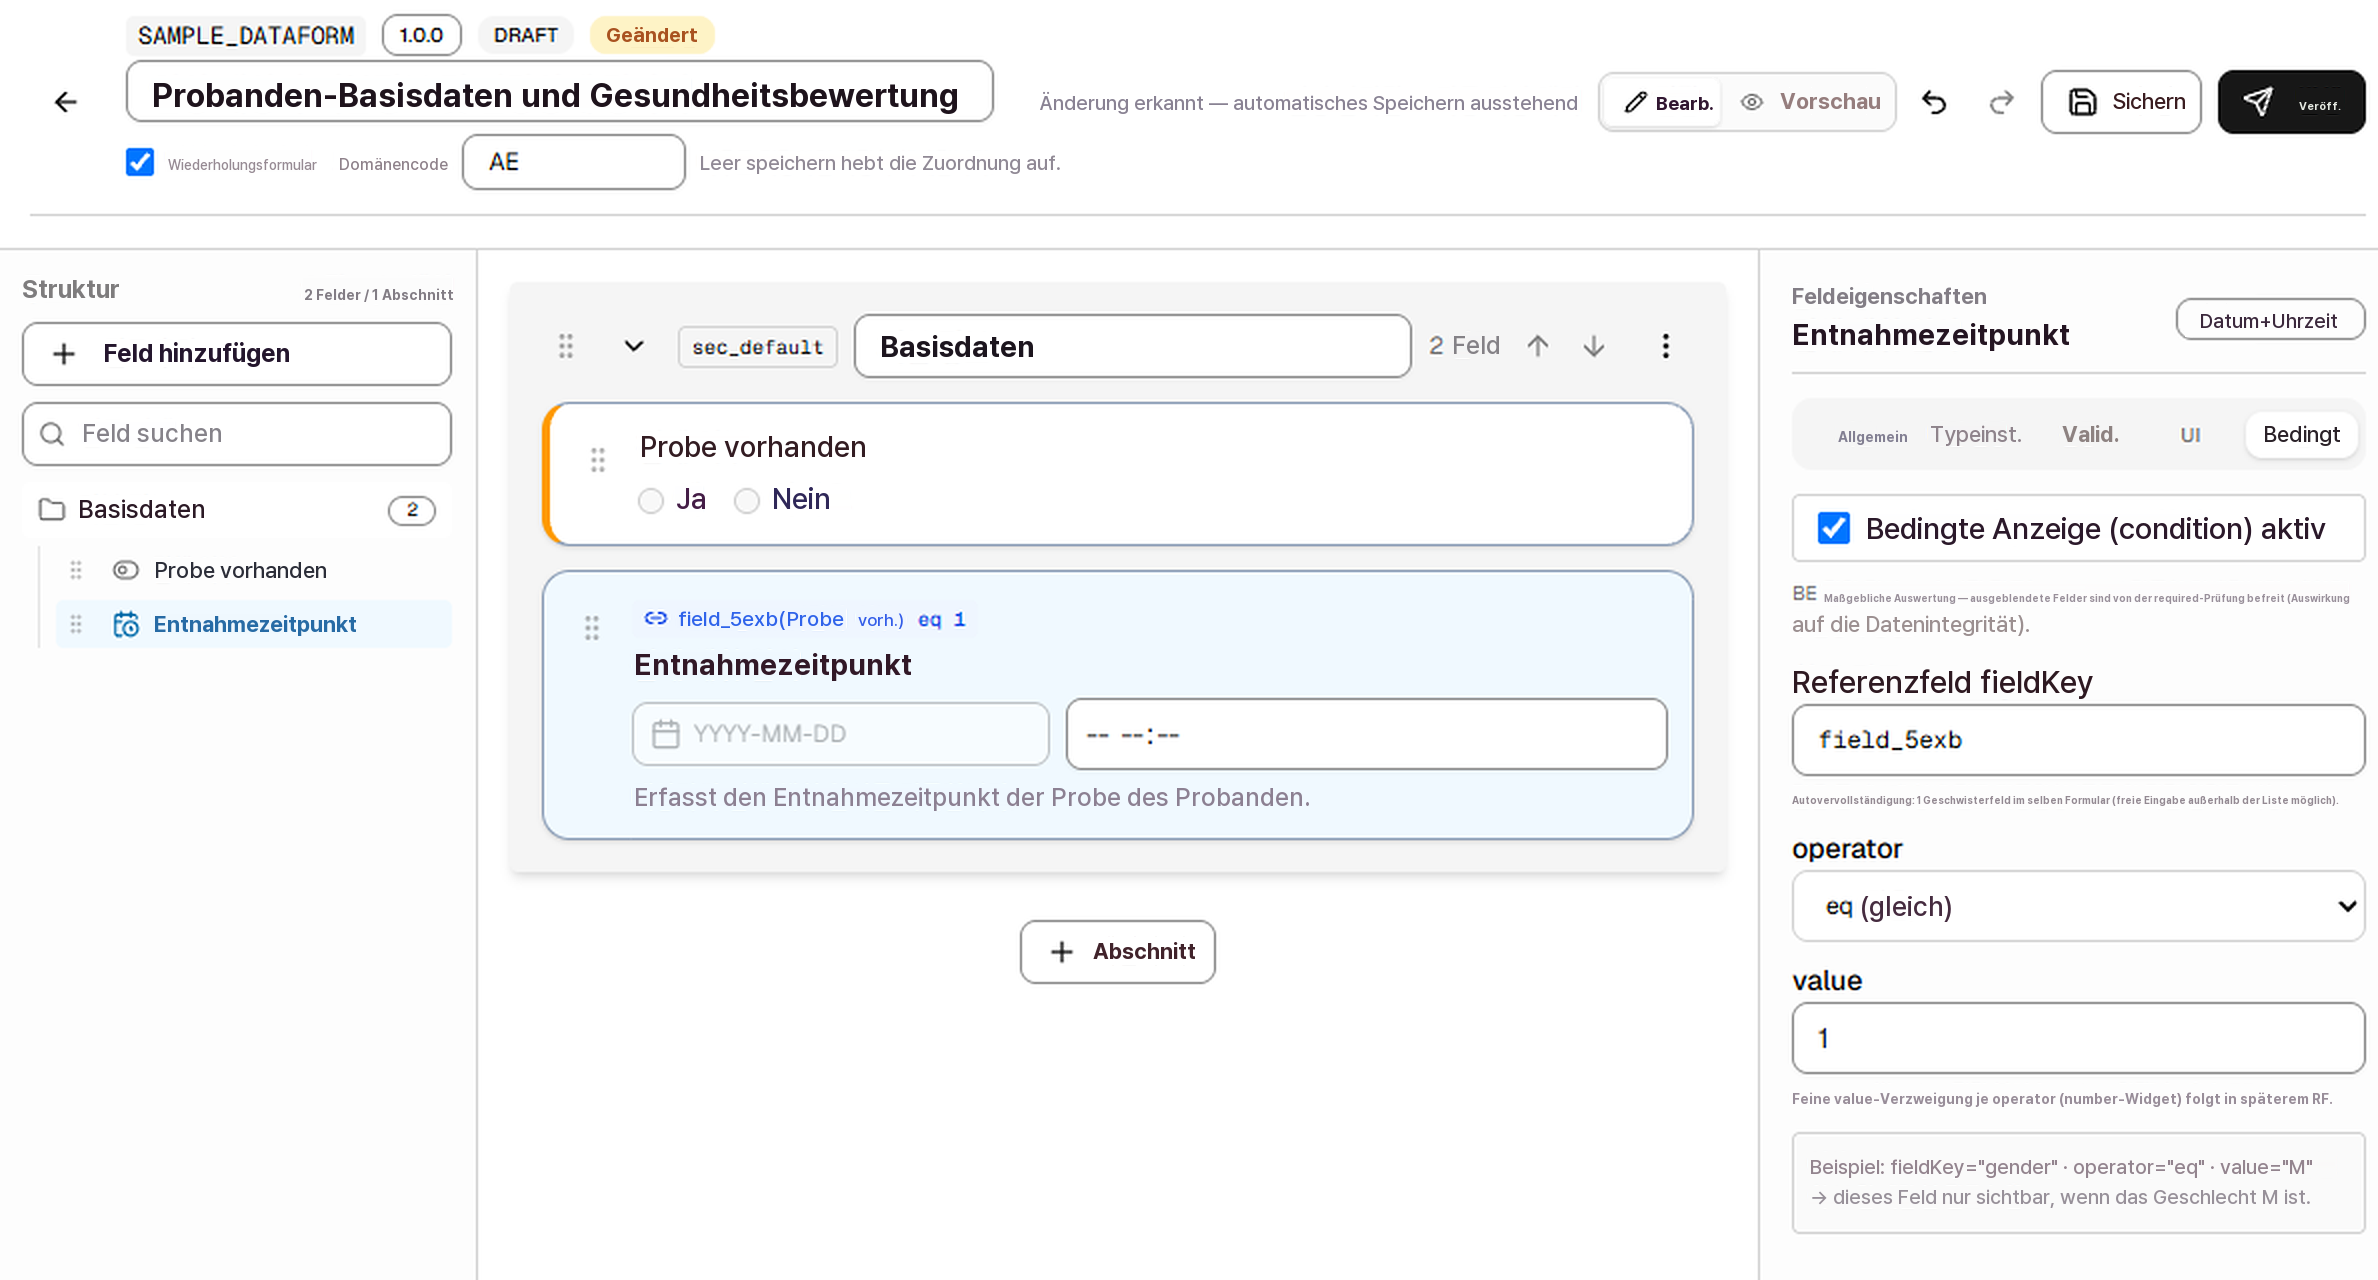 SAMPLE_DATAFORM 1.0.0 DRAFT Geändert
Probanden-Basisdaten und Gesundheitsbewertung
Änderung erkannt — automatisches Speichern ausstehend
Bearb. Vorschau
Sichern
Veröff.
Wiederholungsformular Domänencode AE Leer speichern hebt die Zuordnung auf.
Struktur
2 Felder / 1 Abschnitt
Feld hinzufügen
Feld suchen
Basisdaten 2
Probe vorhanden
Entnahmezeitpunkt
sec_default Basisdaten 2 Feld
Probe vorhanden
Ja Nein
field_5exb(Probe vorh.) eq 1
Entnahmezeitpunkt
YYYY-MM-DD -- --:--
Erfasst den Entnahmezeitpunkt der Probe des Probanden.
Abschnitt
Feldeigenschaften
Entnahmezeitpunkt
Datum+Uhrzeit
Allgemein Typeinst. Valid. UI Bedingt
Bedingte Anzeige (condition) aktiv
BE Maßgebliche Auswertung — ausgeblendete Felder sind von der required-Prüfung befreit (Auswirkung
auf die Datenintegrität).
Referenzfeld fieldKey
field_5exb
Autovervollständigung: 1 Geschwisterfeld im selben Formular (freie Eingabe außerhalb der Liste möglich).
operator
eq (gleich)
value
1
Feine value-Verzweigung je operator (number-Widget) folgt in späterem RF.
Beispiel: fieldKey="gender" · operator="eq" · value="M"
→ dieses Feld nur sichtbar, wenn das Geschlecht M ist.